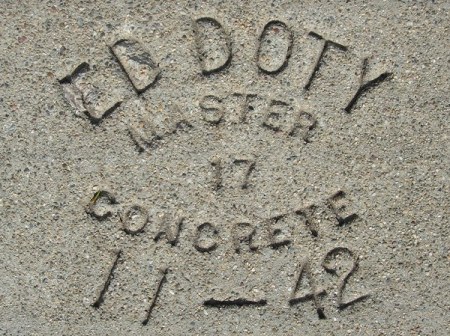 ED DOTY
MASTER
17
CONCRETE
11-42